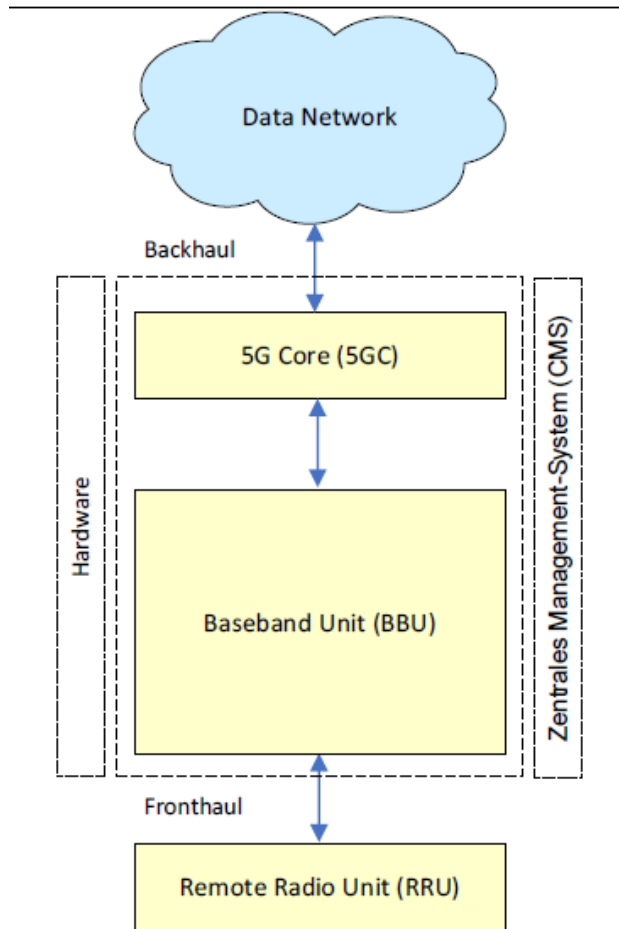 Data Network
Backhaul
5G Core (5GC)
Hardware
Zentrales Management-System (CMS)
Baseband Unit (BBU)
Fronthaul
Remote Radio Unit (RRU)